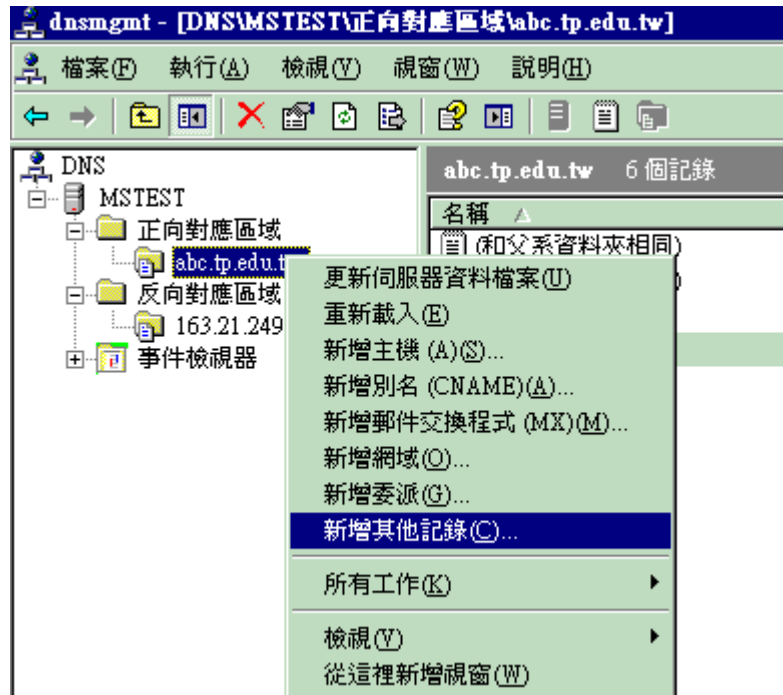 dnsmgmt - [DNS\MSTEST\正向對應區域\abc.tp.edu.tw]
檔案(F) 執行(A) 檢視(V) 視窗(W) 說明(H)
DNS
MSTEST
正向對應區域
abc.tp.edu.t
反向對應區域
163.21.249
事件檢視器
abc.tp.edu.tw 6 個記錄
名稱
(和父系資料夾相同)
更新伺服器資料檔案(U)
重新載入(E)
新增主機 (A)(S)...
新增別名 (CNAME)(A)...
新增郵件交換程式 (MX)(M)...
新增網域(O)...
新增委派(G)...
新增其他記錄(C)...
所有工作(K)
檢視(V)
從這裡新增視窗(W)